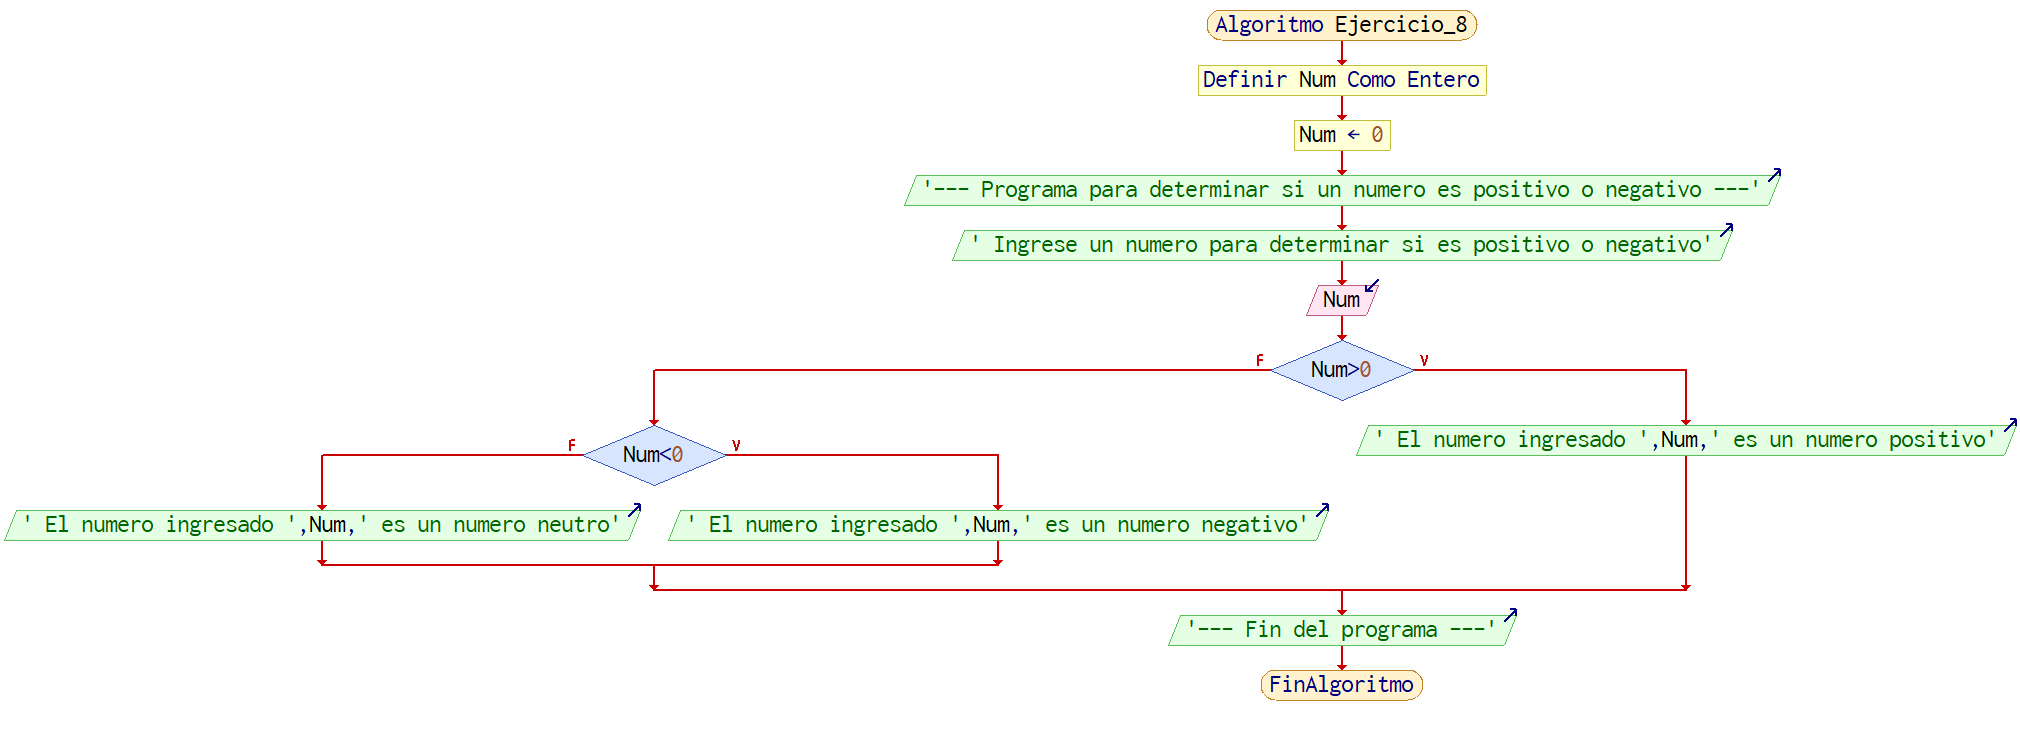 Algoritmo Ejercicio_8
Definir Num Como Entero
Num ← 0
'--- Programa para determinar si un numero es positivo o negativo ---'
' Ingrese un numero para determinar si es positivo o negativo'
Num
F
Num>0
V
' El numero ingresado ',Num,' es un numero positivo'
F
Num<0
V
' El numero ingresado ',Num,' es un numero neutro'
' El numero ingresado ',Num,' es un numero negativo'
'--- Fin del programa ---'
FinAlgoritmo